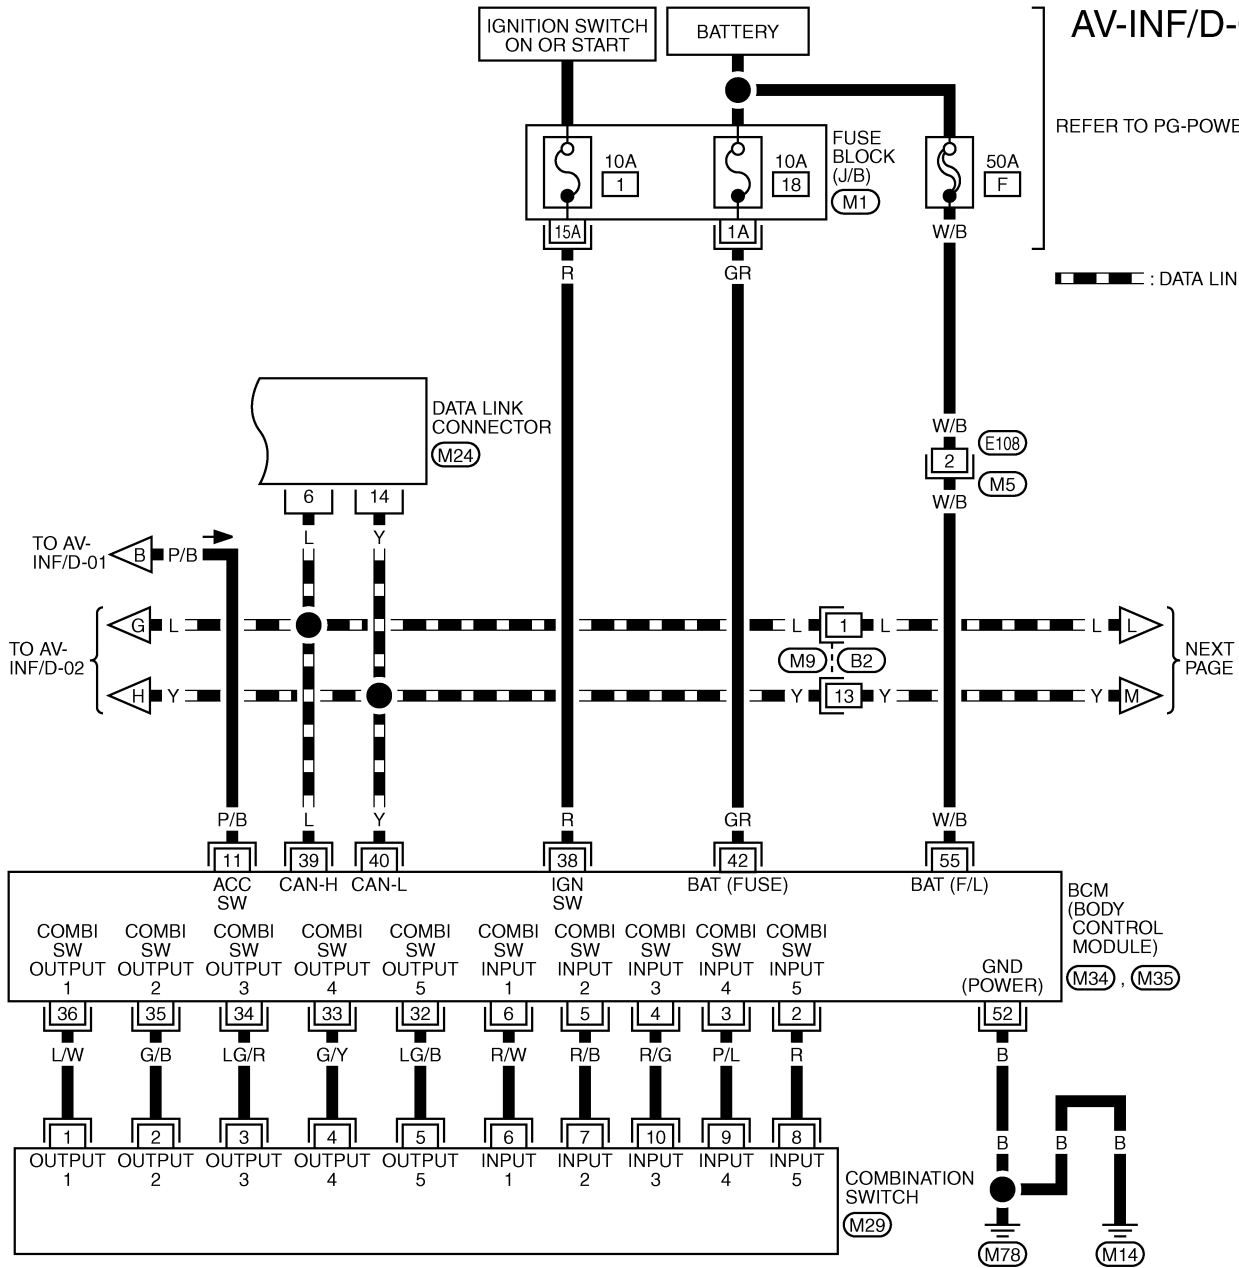 AV-INF/D-
IGNITION SWITCH
ON OR START
BATTERY
REFER TO PG-POWE
FUSE
BLOCK
(J/B)
M1
10A
1
10A
18
50A
F
15A
1A
W/B
R
GR
: DATA LIN
DATA LINK
CONNECTOR
M24
W/B
2
E108
M5
W/B
6
14
L
Y
TO AV-
INF/D-01
B
P/B
TO AV-
INF/D-02
G
L
L
1
L
L
L
M9
B2
NEXT
PAGE
H
Y
Y
13
Y
Y
M
P/B
L
Y
R
GR
W/B
11
39
40
38
42
55
ACC
SW
CAN-H
CAN-L
IGN
SW
BAT (FUSE)
BAT (F/L)
BCM
(BODY
CONTROL
MODULE)
M34 , M35
COMBI
SW
OUTPUT
1
COMBI
SW
OUTPUT
2
COMBI
SW
OUTPUT
3
COMBI
SW
OUTPUT
4
COMBI
SW
OUTPUT
5
COMBI
SW
INPUT
1
COMBI
SW
INPUT
2
COMBI
SW
INPUT
3
COMBI
SW
INPUT
4
COMBI
SW
INPUT
5
GND
(POWER)
36
35
34
33
32
6
5
4
3
2
52
L/W
G/B
LG/R
G/Y
LG/B
R/W
R/B
R/G
P/L
R
B
1
2
3
4
5
6
7
10
9
8
B
B
B
OUTPUT
1
OUTPUT
2
OUTPUT
3
OUTPUT
4
OUTPUT
5
INPUT
1
INPUT
2
INPUT
3
INPUT
4
INPUT
5
COMBINATION
SWITCH
M29
M78
M14